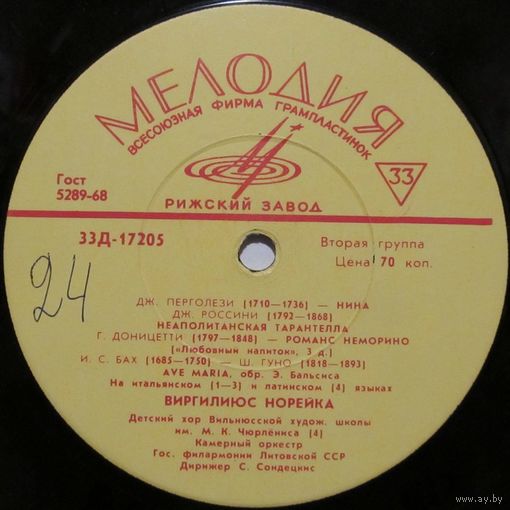 МЕЛОДИЯ
ВСЕСОЮЗНАЯ ФИРМА ГРАМПЛАСТИНОК
33
Гост
5289-68
РИЖСКИЙ ЗАВОД
33Д-17205
Вторая группа
Цена 70 коп.
24
ДЖ. ПЕРГОЛЕЗИ (1710—1736) — НИНА
ДЖ. РОССИНИ (1792—1868)
НЕАПОЛИТАНСКАЯ ТАРАНТЕЛЛА
Г. ДОНИЦЕТТИ (1797—1848) — РОМАНС НЕМОРИНО
(«Любовный напиток», 3 д.)
И. С. БАХ (1685—1750) — Ш. ГУНО (1818—1893)
AVE MARIA, обр. Э. Бальсиса
На итальянском (1—3) и латинском (4) языках
ВИРГИЛИЮС НОРЕЙКА
Детский хор Вильнюсской худож. школы
им. М. К. Чюрлёниса (4)
Камерный оркестр
Гос. филармонии Литовской ССР
Дирижер С. Сондецкис
www.ay.by